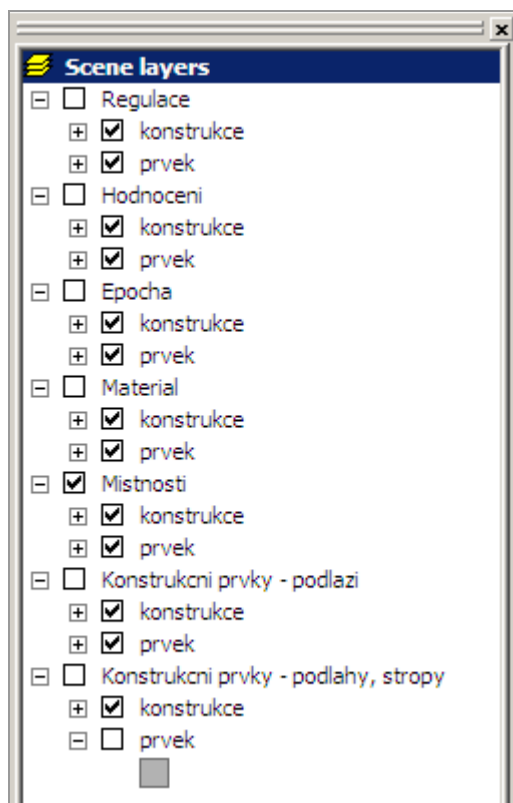 Scene layers
Regulace
konstrukce
prvek
Hodnoceni
konstrukce
prvek
Epocha
konstrukce
prvek
Material
konstrukce
prvek
Mistnosti
konstrukce
prvek
Konstrukcni prvky - podlazi
konstrukce
prvek
Konstrukcni prvky - podlahy, stropy
konstrukce
prvek